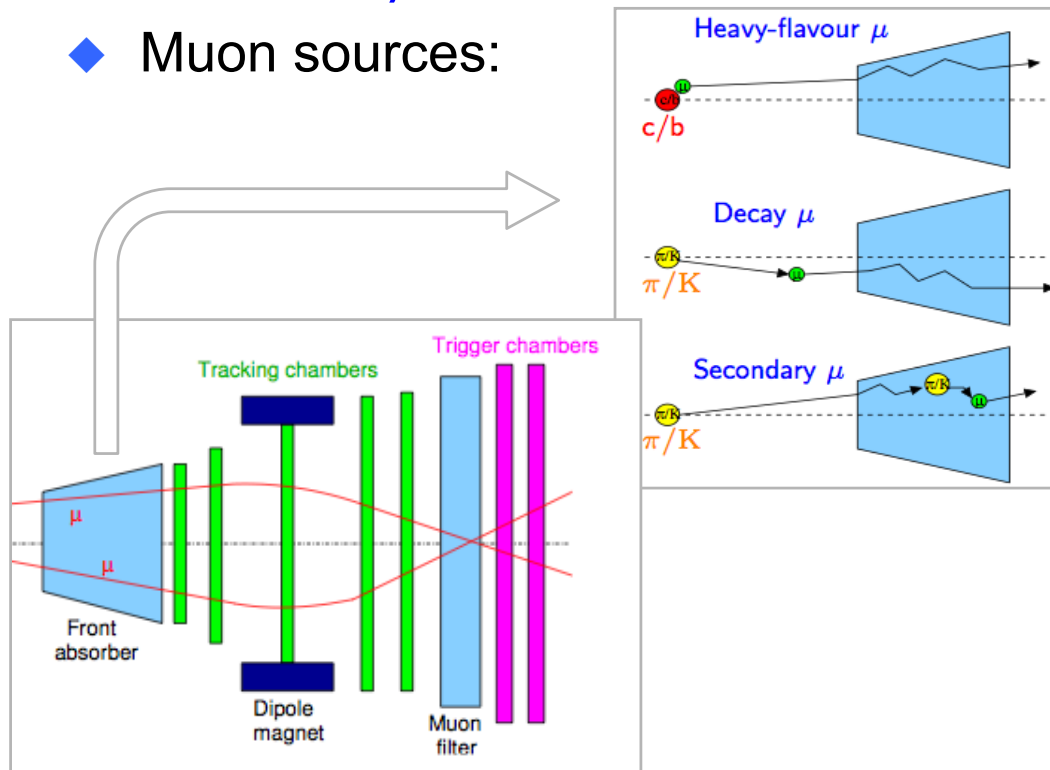 Muon sources:
Heavy-flavour μ
c/b
μ
c/b
Decay μ
π/K
μ
π/K
Secondary μ
π/K
μ
π/K
π/K
Trigger chambers
Tracking chambers
μ
μ
Front
absorber
Dipole
magnet
Muon
filter